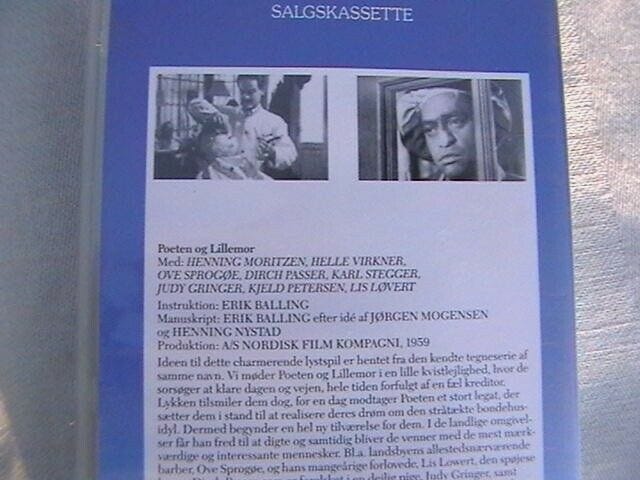 SALGSKASSETTE
Poeten og Lillemor
Med: HENNING MORITZEN, HELLE VIRKNER,
OVE SPROGØE, DIRCH PASSER, KARL STEGGER,
JUDY GRINGER, KJELD PETERSEN, LIS LØVERT
Instruktion: ERIK BALLING
Manuskript: ERIK BALLING efter idé af JØRGEN MOGENSEN
og HENNING NYSTAD
Produktion: A/S NORDISK FILM KOMPAGNI, 1959
Ideen til dette charmerende lystspil er hentet fra den kendte tegneserie af
samme navn. Vi møder Poeten og Lillemor i en lille kvistlejlighed, hvor de
sørsøger at klare dagen og vejen, hele tiden forfulgt af en fæl kreditor.
Lykken tilsmiler dem dog, for en dag modtager Poeten et stort legat, der
sætter dem i stand til at realisere deres drøm om den stråtækte bondehus-
idyl. Dermed begynder en hel ny tilværelse for dem. I de landlige omgivel-
ser får han fred til at digte og samtidig bliver de venner med de mest mærk-
værdige og interessante mennesker. Bl.a. landsbyens allestedsnærværende
barber, Ove Sprogøe, og hans mangeårige forlovede, Lis Lowert, den spøjese
Judy Gringer, samt